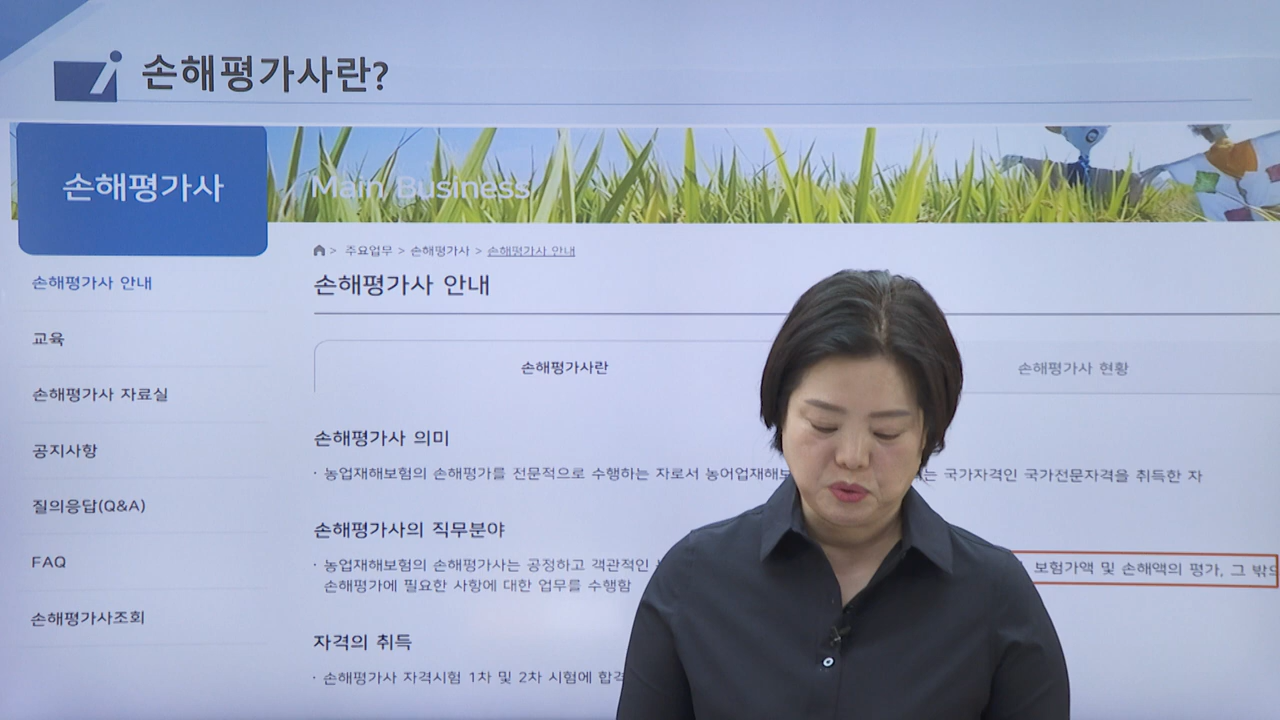 손해평가사란?
손해평가사
Main Business
> 주요업무 > 손해평가사 > 손해평가사 안내
손해평가사 안내
손해평가사 안내
교육
손해평가사 자료실
공지사항
질의응답(Q&A)
FAQ
손해평가사조회
손해평가사란
손해평가사 현황
손해평가사 의미
· 농업재해보험의 손해평가를 전문적으로 수행하는 자로서 는 국가자격인 국가전문자격을 취득한 자
손해평가사의 직무분야
· 농업재해보험의 손해평가사는 공정하고 객관적인 보험가액 및 손해액의 평가, 그 밖의
손해평가에 필요한 사항에 대한 업무를 수행함
자격의 취득
· 손해평가사 자격시험 1차 및 2차 시험에